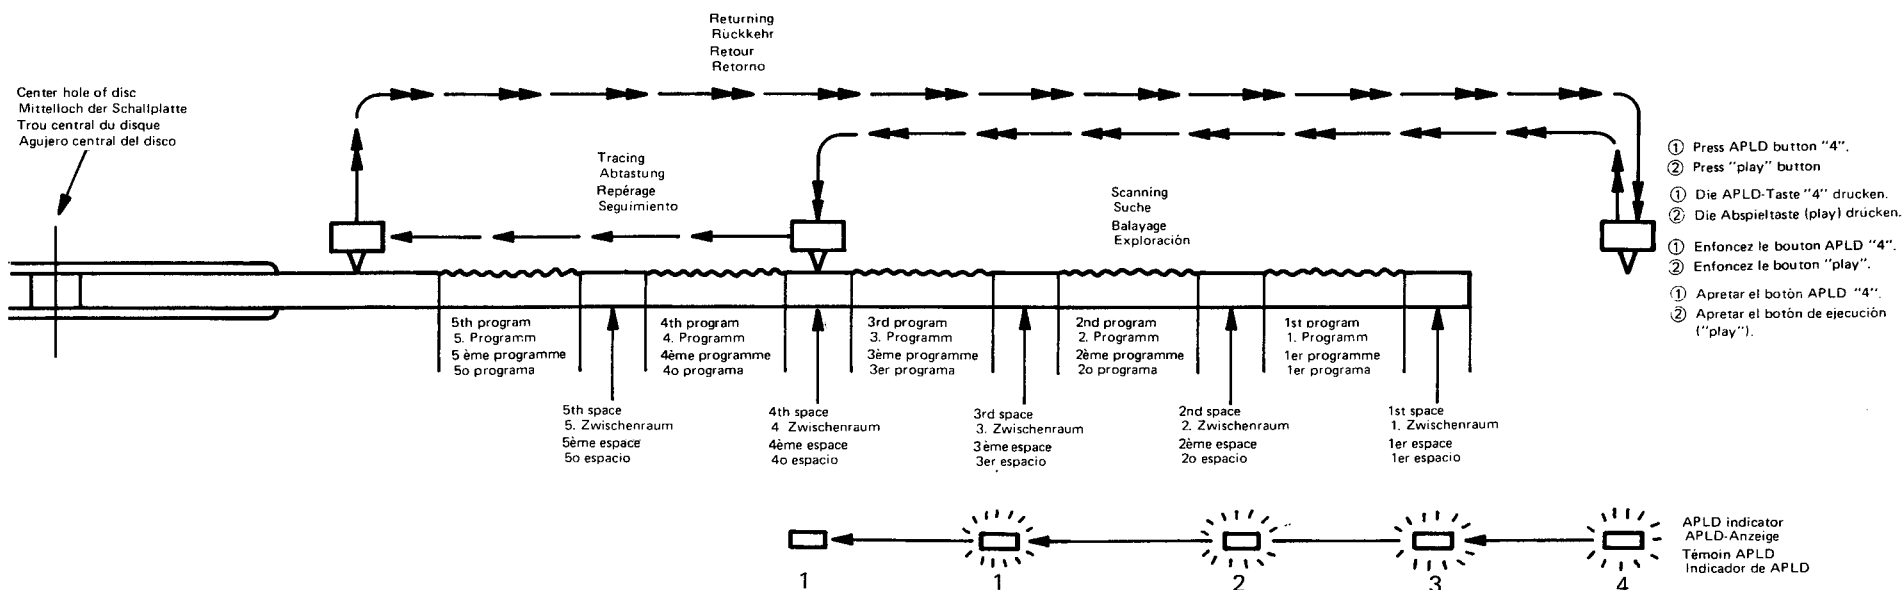 Returning
Rückkehr
Retour
Retorno
Center hole of disc
Mittelloch der Schallplatte
Trou central du disque
Agujero central del disco
Tracing
Abtastung
Repérage
Seguimiento
Scanning
Suche
Balayage
Exploración
① Press APLD button "4".
② Press "play" button
① Die APLD-Taste "4" drucken.
② Die Abspieltaste (play) drücken.
① Enfoncez le bouton APLD "4".
② Enfoncez le bouton "play".
① Apretar el botón APLD "4".
② Apretar el botón de ejecución
("play").
5th program
5. Programm
5 ème programme
5o programa
4th program
4. Programm
4ème programme
4o programa
3rd program
3. Programm
3ème programme
3er programa
2nd program
2. Programm
2ème programme
2o programa
1st program
1. Programm
1er programme
1er programa
5th space
5. Zwischenraum
5ème espace
5o espacio
4th space
4 Zwischenraum
4ème espace
4o espacio
3rd space
3. Zwischenraum
3ème espace
3er espacio
2nd space
2. Zwischenraum
2ème espace
2o espacio
1st space
1. Zwischenraum
1er espace
1er espacio
APLD indicator
APLD-Anzeige
Témoin APLD
Indicador de APLD
1 1 2 3 4